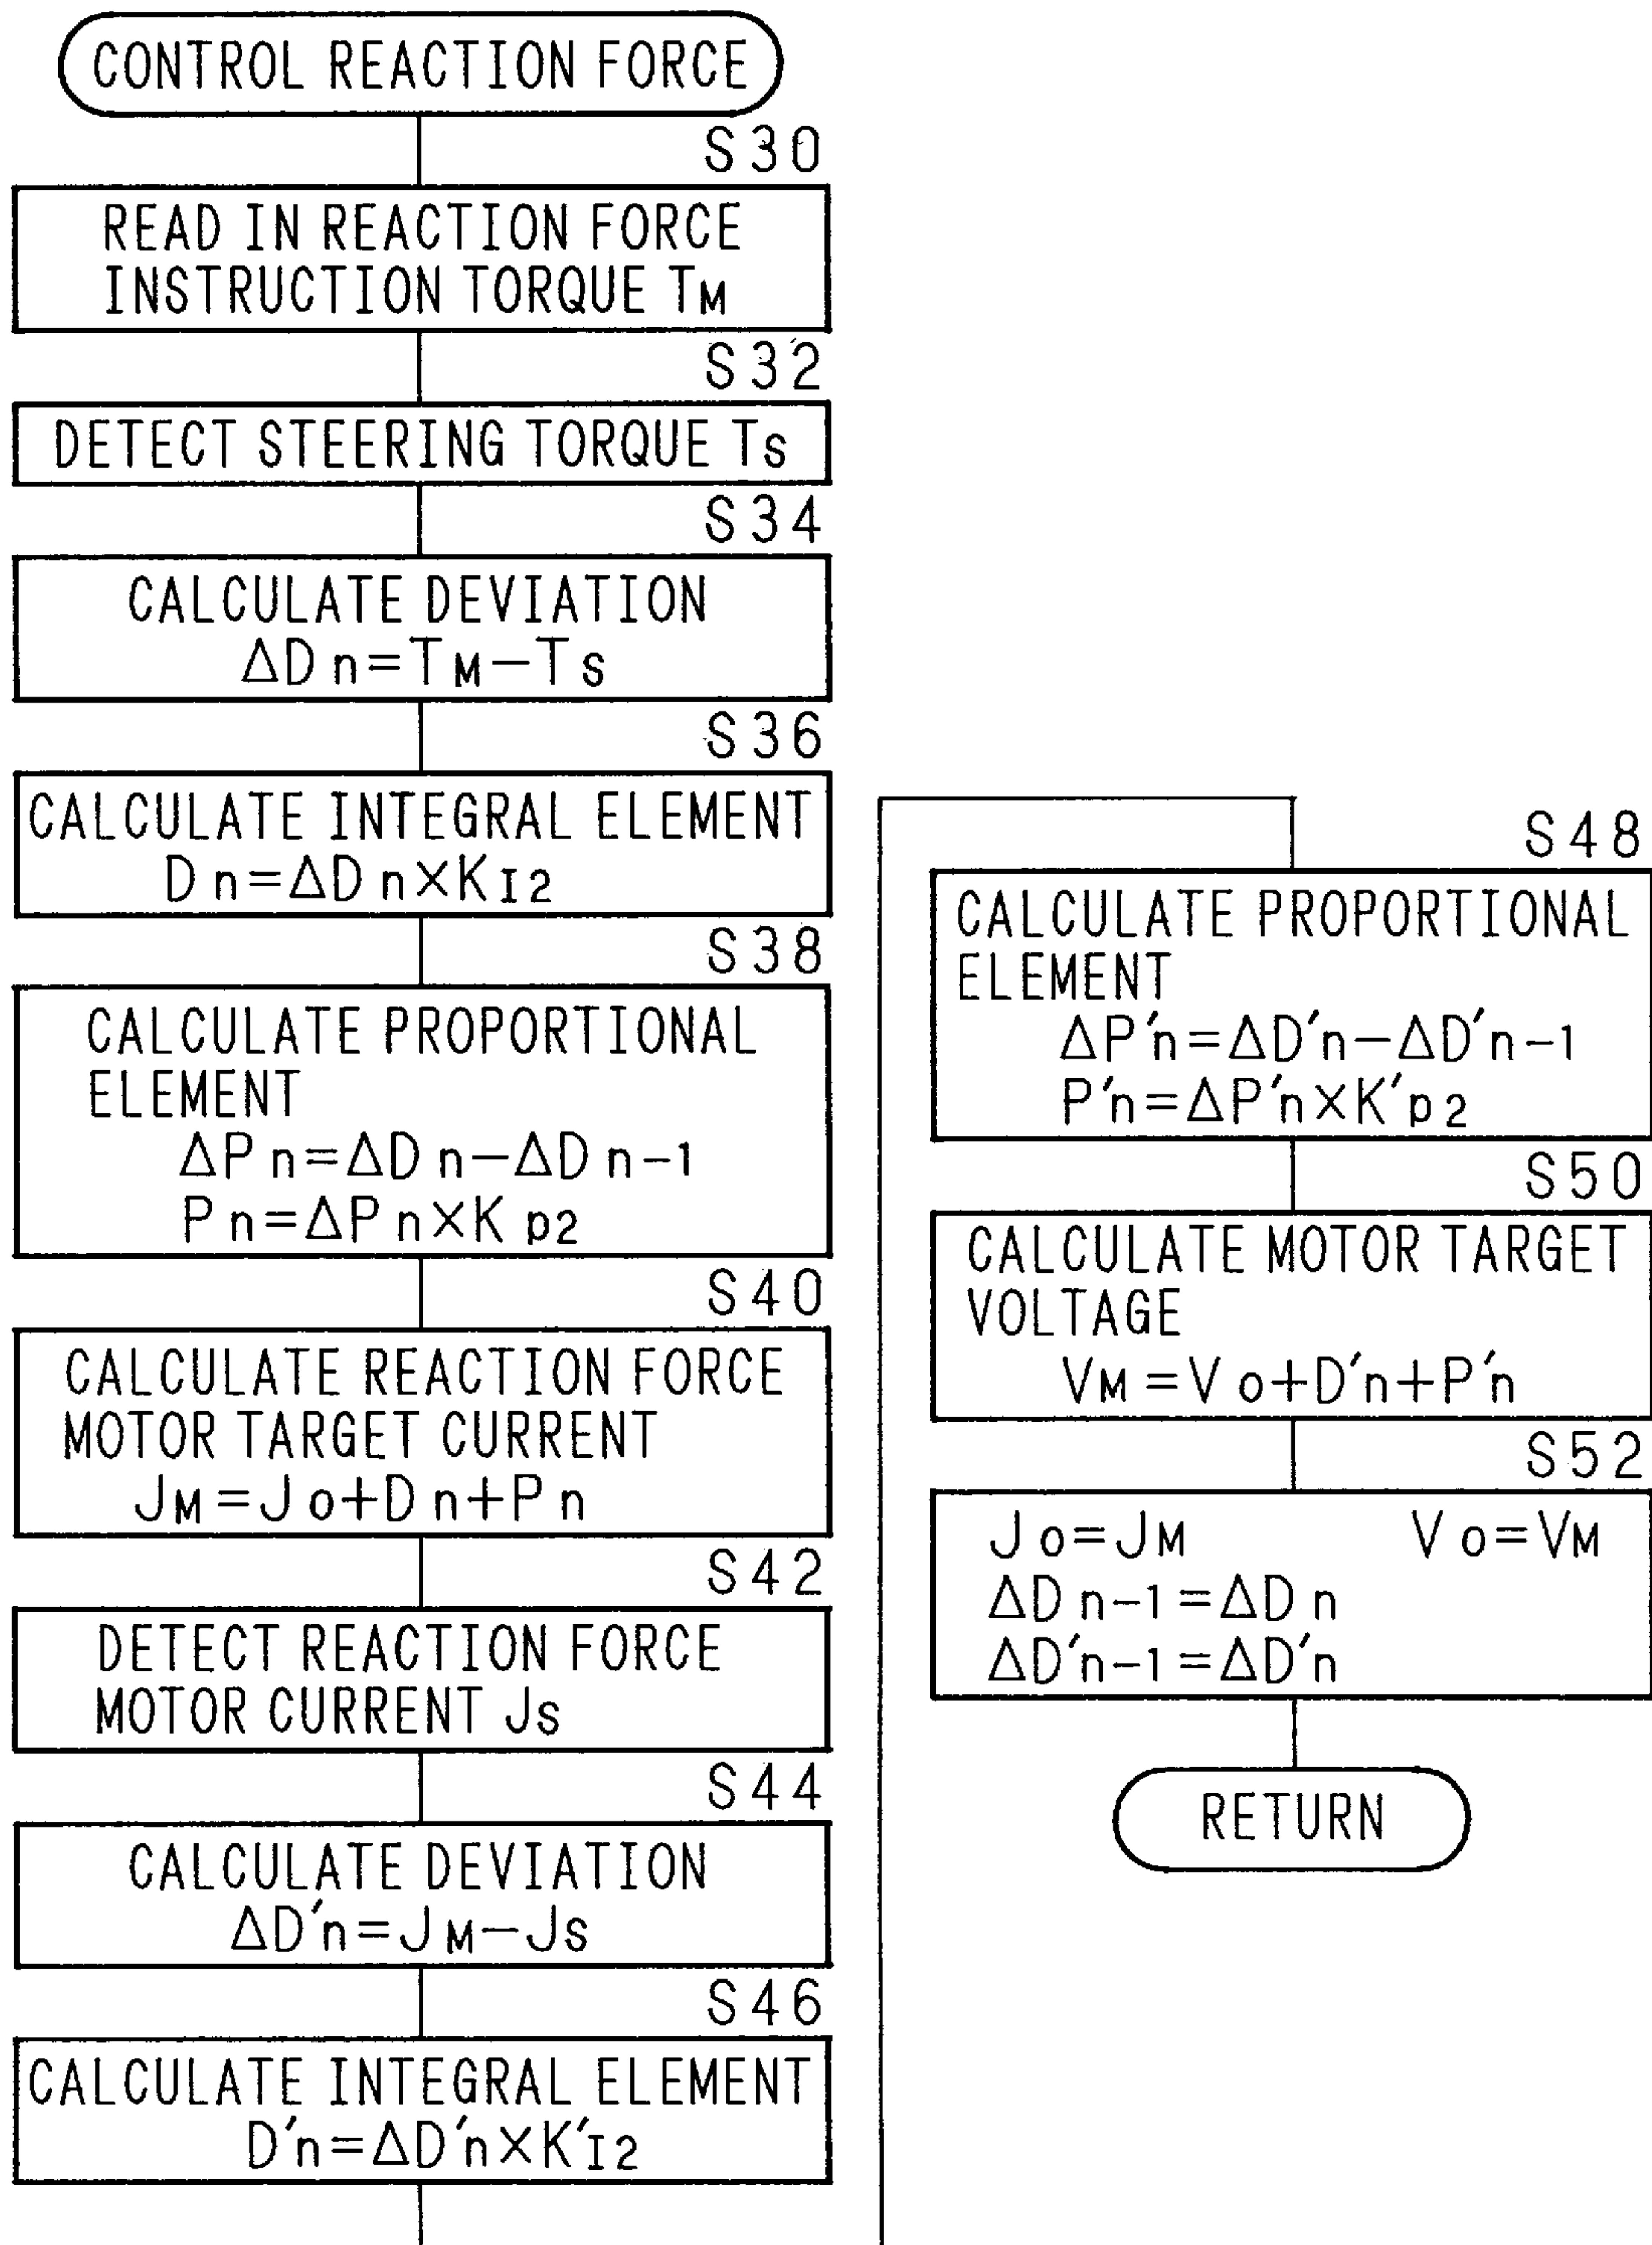 CONTROL REACTION FORCE
S30
READ IN REACTION FORCE
INSTRUCTION TORQUE TM
S32
DETECT STEERING TORQUE Ts
S34
CALCULATE DEVIATION
ΔDn=TM−Ts
S36
CALCULATE INTEGRAL ELEMENT
Dn=ΔDn×KI2
S38
CALCULATE PROPORTIONAL
ELEMENT
ΔPn=ΔDn−ΔDn-1
Pn=ΔPn×Kp2
S40
CALCULATE REACTION FORCE
MOTOR TARGET CURRENT
JM=Jo+Dn+Pn
S42
DETECT REACTION FORCE
MOTOR CURRENT Js
S44
CALCULATE DEVIATION
ΔD′n=JM−Js
S46
CALCULATE INTEGRAL ELEMENT
D′n=ΔD′n×K′I2
S48
CALCULATE PROPORTIONAL
ELEMENT
ΔP′n=ΔD′n−ΔD′n-1
P′n=ΔP′n×K′p2
S50
CALCULATE MOTOR TARGET
VOLTAGE
VM=Vo+D′n+P′n
S52
Jo=JM Vo=VM
ΔDn-1=ΔDn
ΔD′n-1=ΔD′n
RETURN